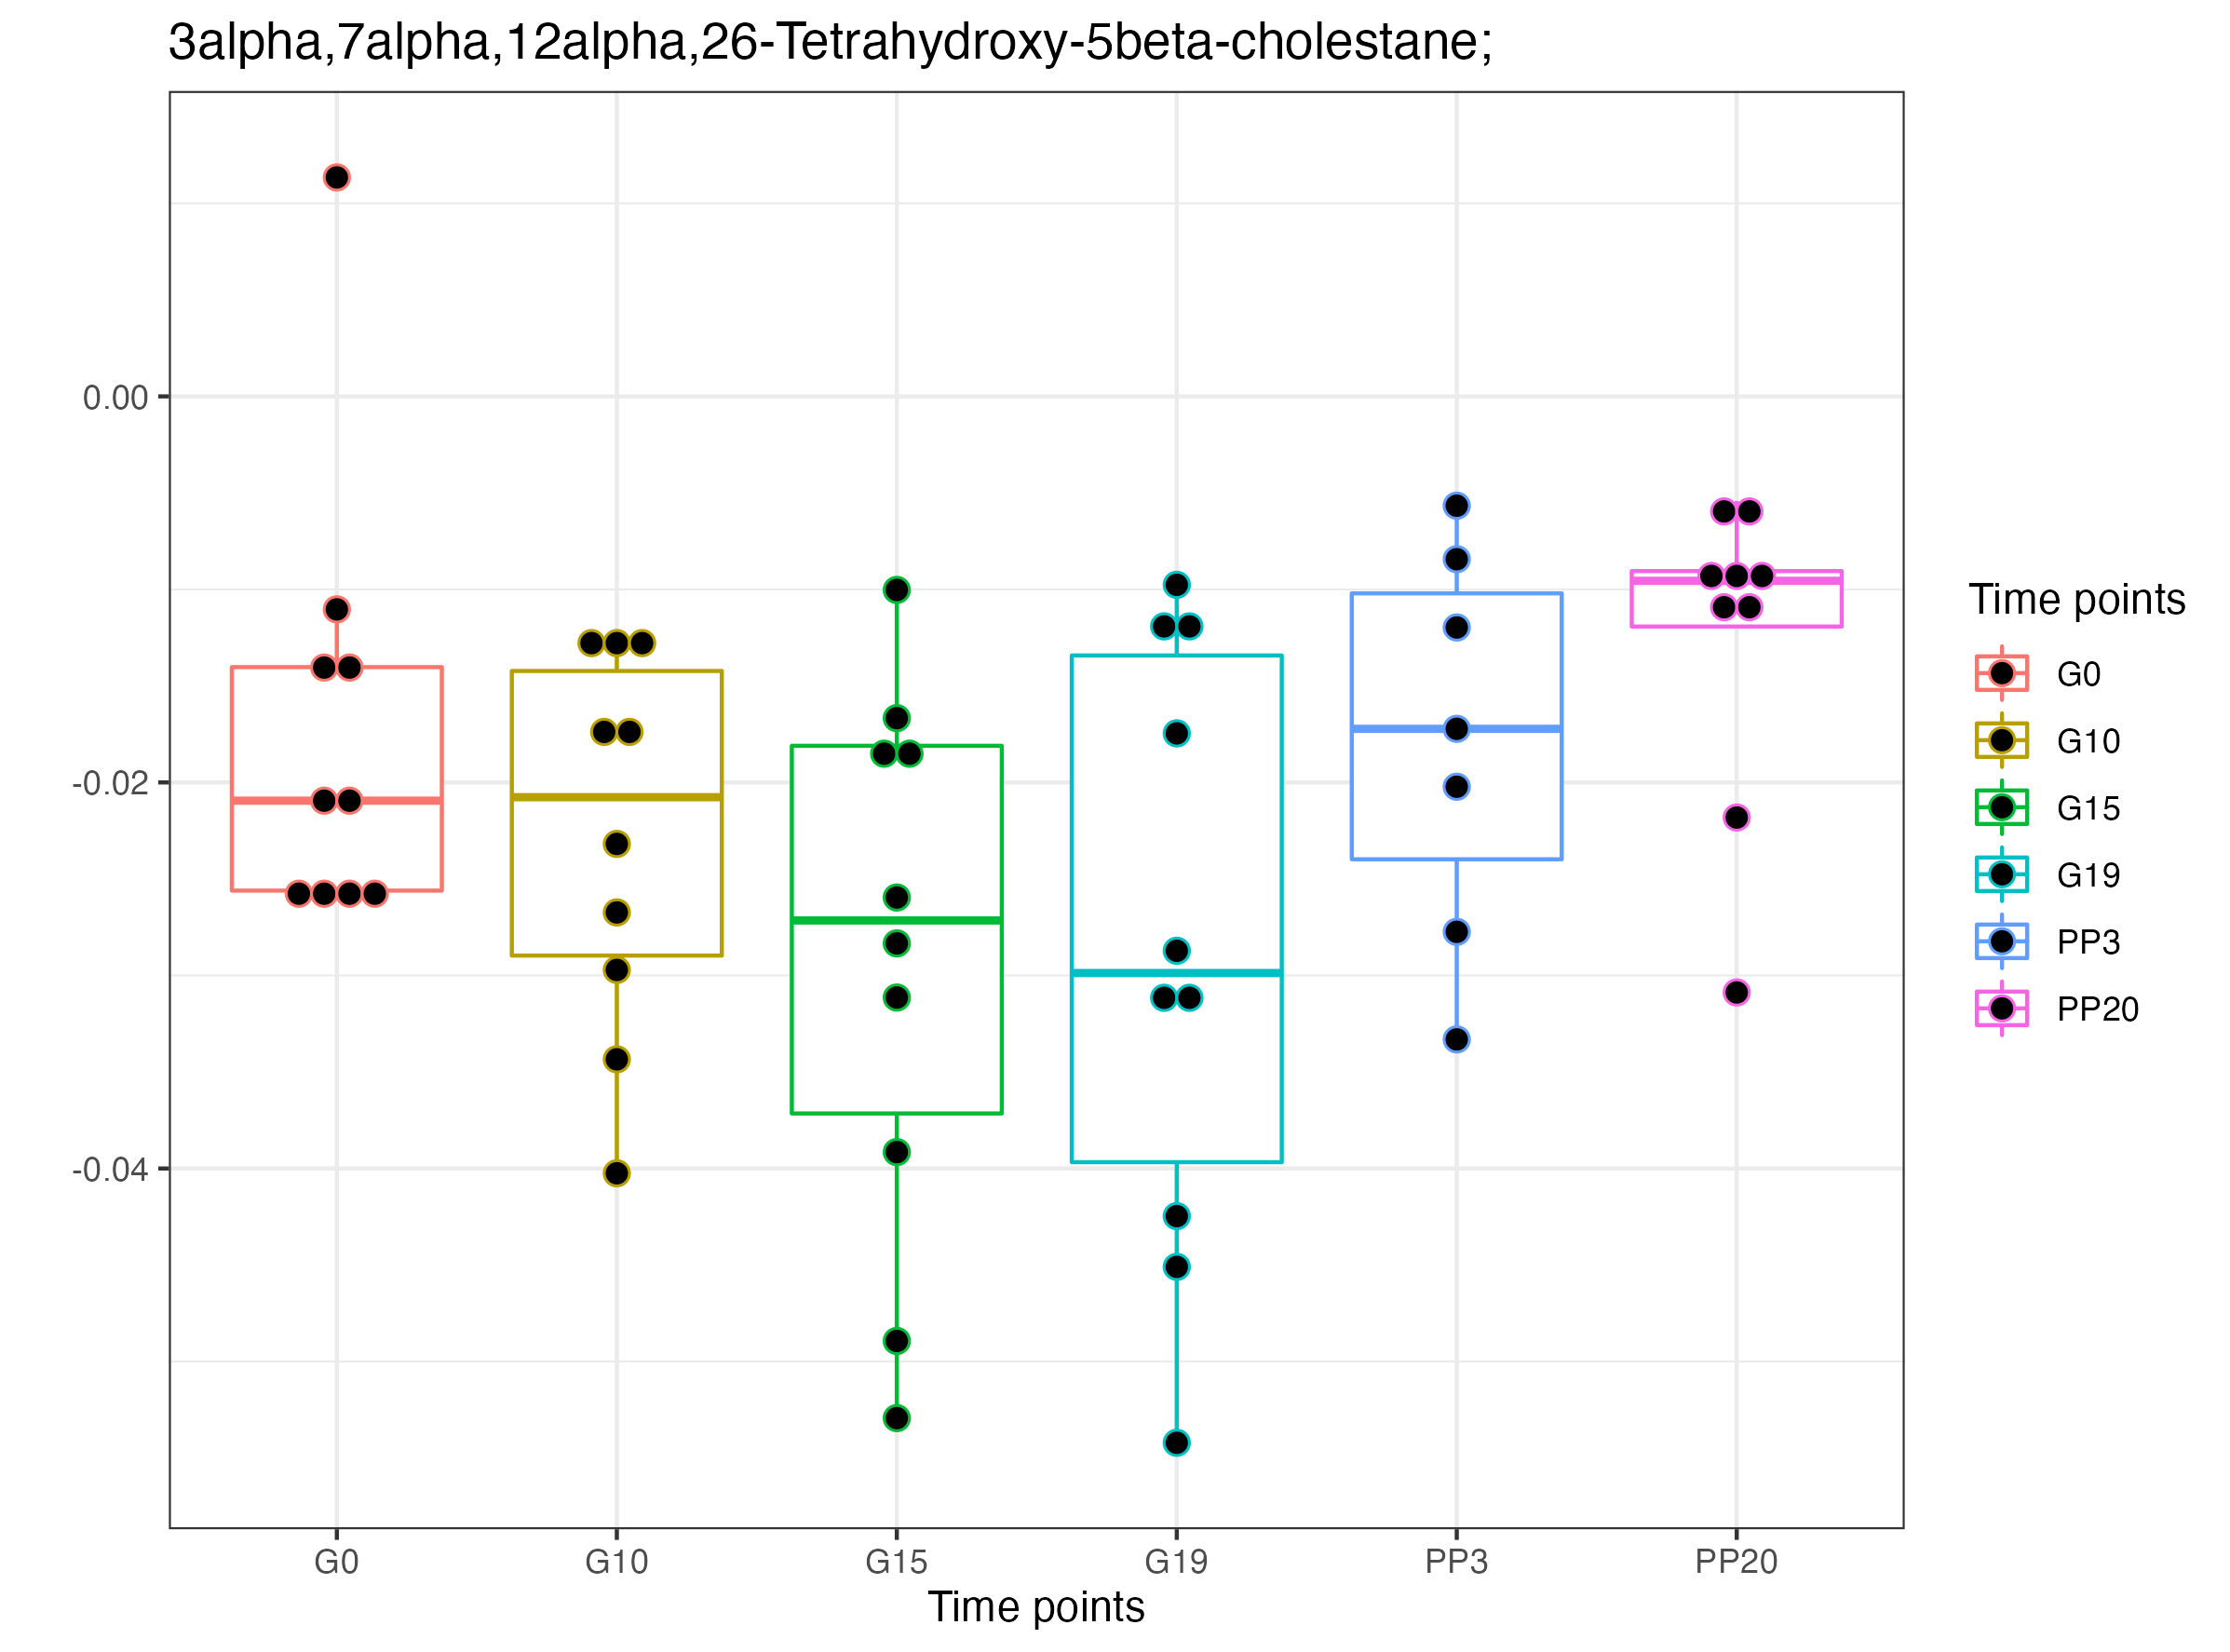 3alpha,7alpha,12alpha,26-Tetrahydroxy-5beta-cholestane;
0.00
-0.02
-0.04
G0
G10
G15
G19
PP3
PP20
Time points
Time points
G0
G10
G15
G19
PP3
PP20